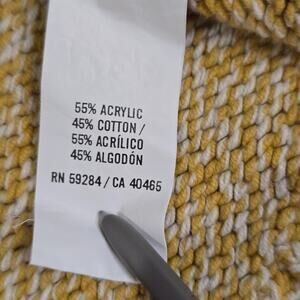 55% ACRYLIC
45% COTTON /
55% ACRÍLICO
45% ALGODÓN
RN 59284 / CA 40465